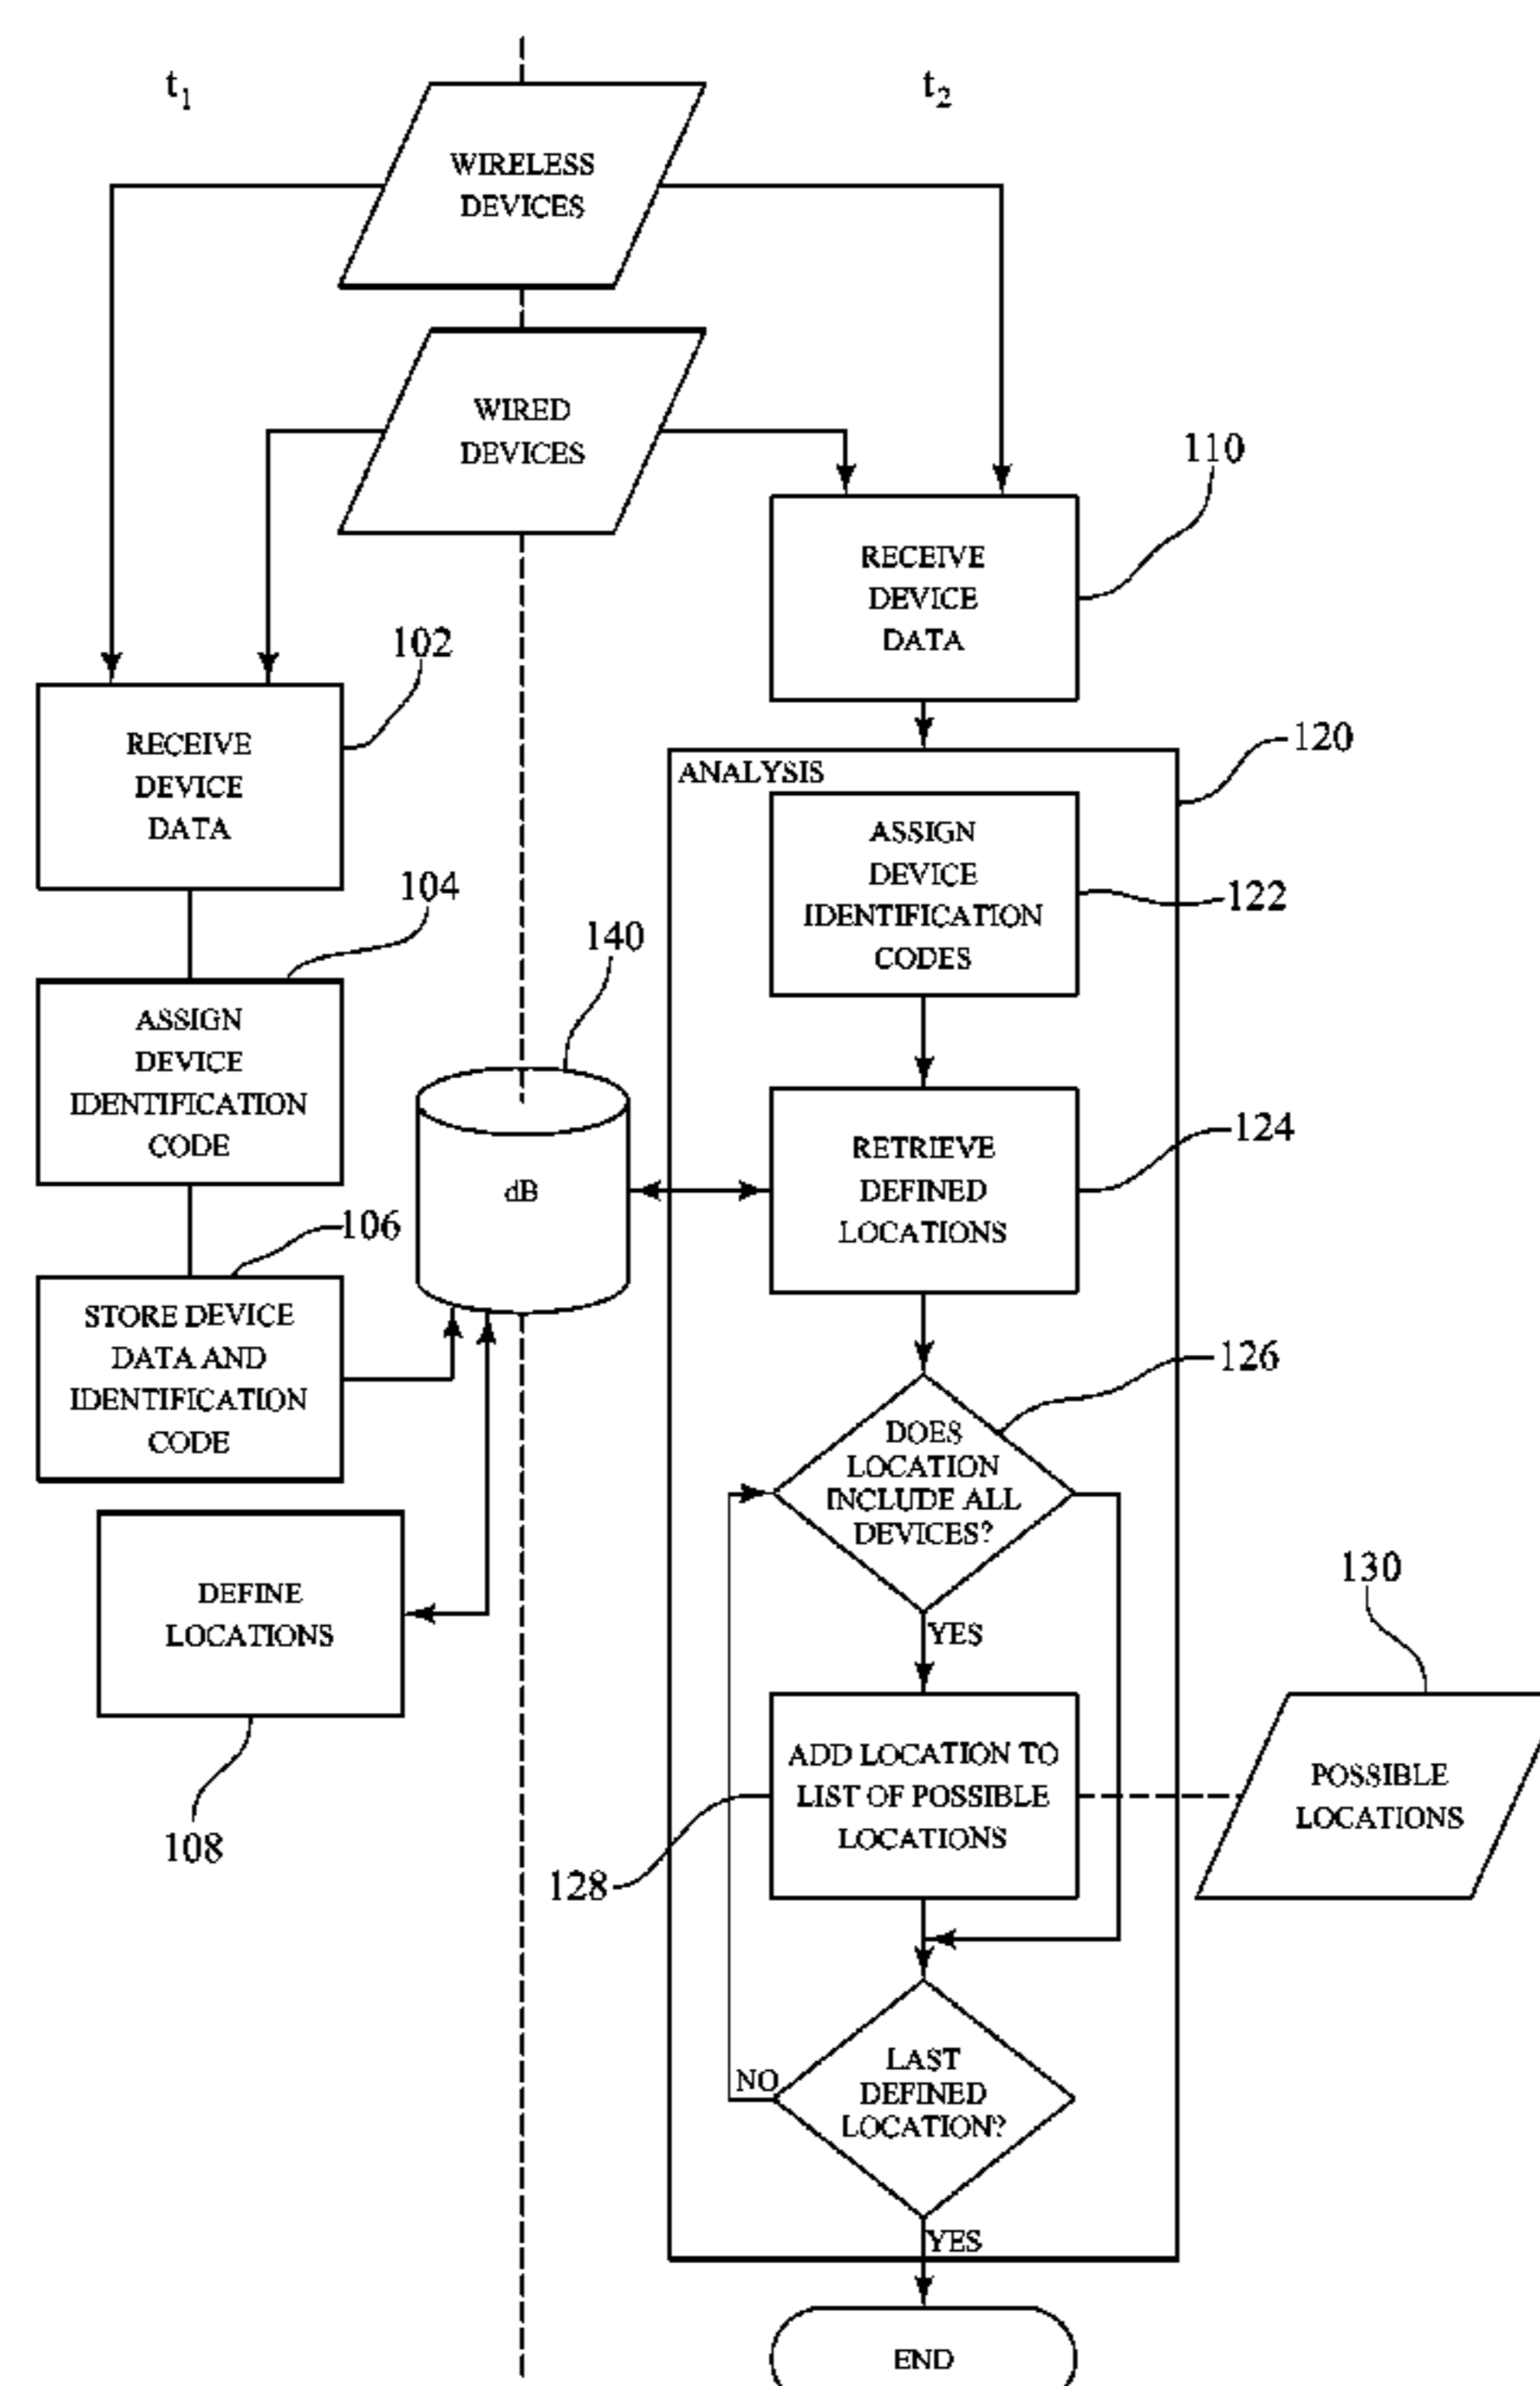 t1
t2
WIRELESS
DEVICES
WIRED
DEVICES
110
RECEIVE
DEVICE
DATA
102
RECEIVE
DEVICE
DATA
120
ANALYSIS
ASSIGN
DEVICE
IDENTIFICATION
CODES
122
104
ASSIGN
DEVICE
IDENTIFICATION
CODE
140
dB
RETRIEVE
DEFINED
LOCATIONS
124
106
STORE DEVICE
DATA AND
IDENTIFICATION
CODE
126
DOES
LOCATION
INCLUDE ALL
DEVICES?
YES
DEFINE
LOCATIONS
108
130
ADD LOCATION TO
LIST OF POSSIBLE
LOCATIONS
128
POSSIBLE
LOCATIONS
LAST
DEFINED
LOCATION?
NO
YES
END